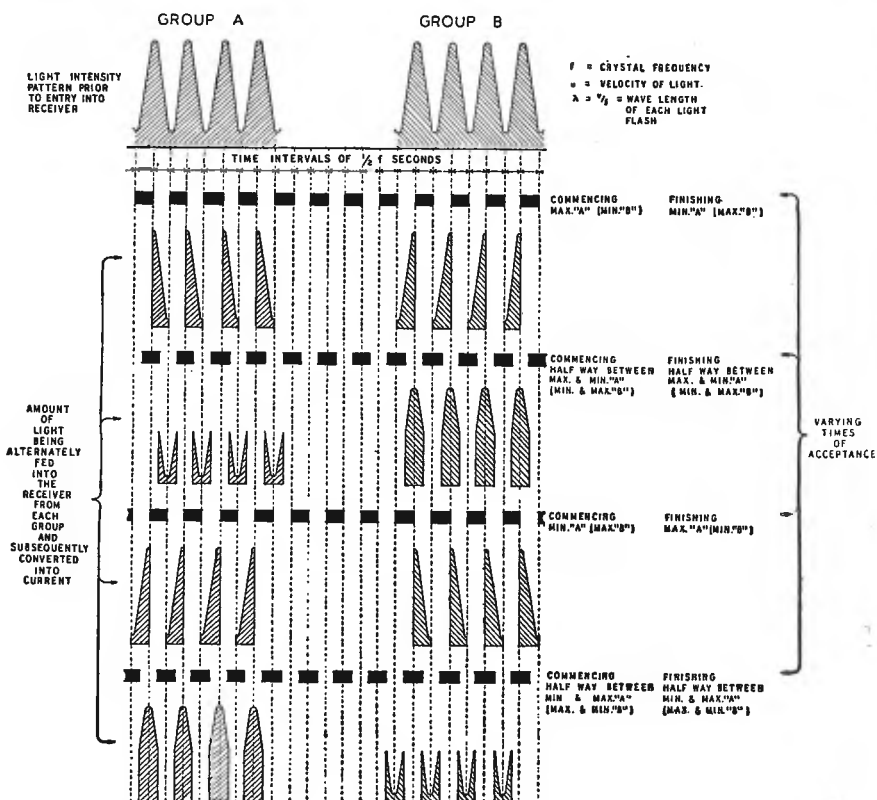 GROUP A
GROUP B
LIGHT INTENSITY
PATTERN PRIOR
TO ENTRY INTO
RECEIVER
f = CRYSTAL FREQUENCY
= VELOCITY OF LIGHT.
λ = v/f = WAVE LENGTH
OF EACH LIGHT
FLASH
TIME INTERVALS OF ½ f SECONDS
COMMENCING
MAX."A" (MIN."B")
FINISHING
MIN."A" (MAX."B")
COMMENCING
HALF WAY BETWEEN
MAX. & MIN."A"
(MIN. & MAX."B")
FINISHING
HALF WAY BETWEEN
MAX. & MIN."A"
(MIN. & MAX."B")
AMOUNT
OF
LIGHT
BEING
ALTERNATELY
FED
INTO
THE
RECEIVER
FROM
EACH
GROUP
AND
SUBSEQUENTLY
CONVERTED
INTO
CURRENT
VARYING
TIMES
OF
ACCEPTANCE
COMMENCING
MIN."A" (MAX."B")
FINISHING
MAX."A" (MIN."B")
COMMENCING
HALF WAY BETWEEN
MIN & MAX."A"
(MAX. & MIN."B")
FINISHING
HALF WAY BETWEEN
MIN. & MAX."A"
(MAX. & MIN."B")